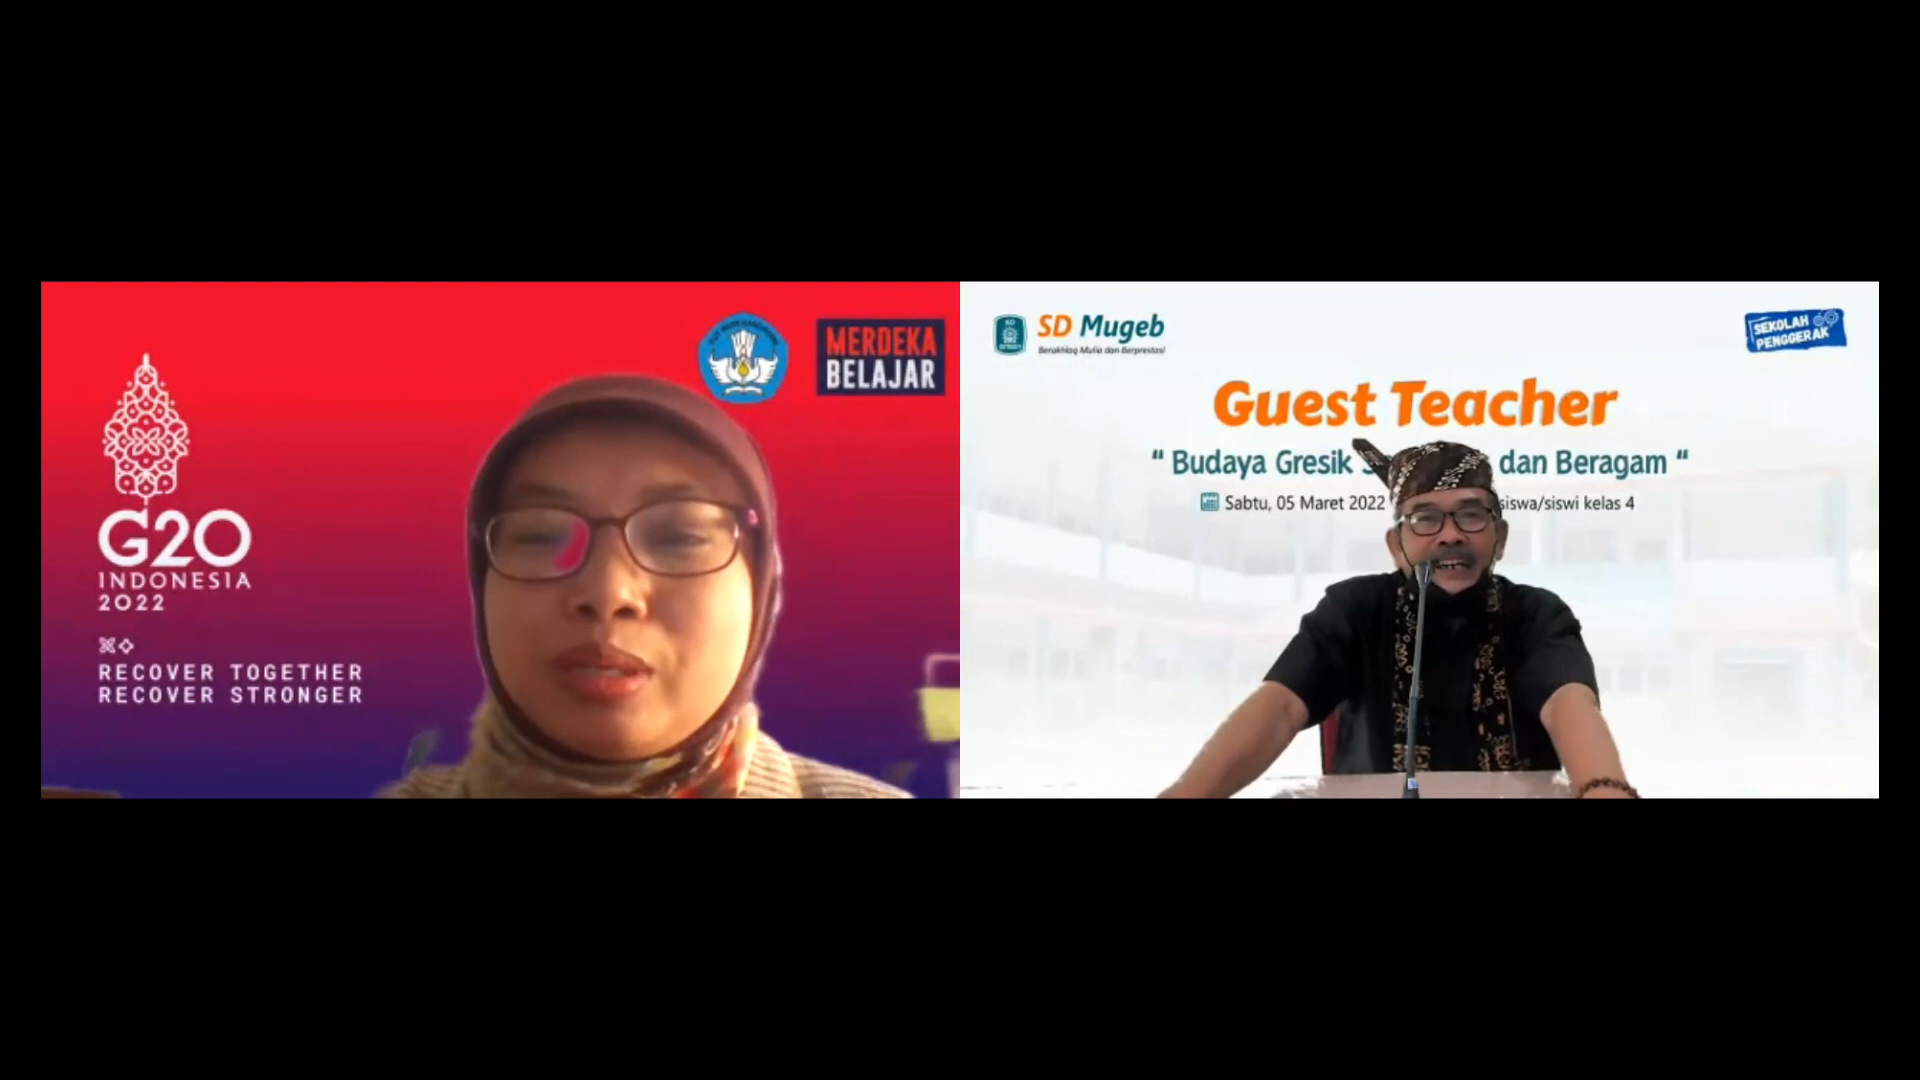 MERDEKA
BELAJAR
G20
INDONESIA
2022
RECOVER TOGETHER
RECOVER STRONGER
SD
SD Mugeb
Berakhlaq Mulia dan Berprestasi
SEKOLAH
PENGGERAK
Guest Teacher
“ Budaya Gresik dan Beragam “
Sabtu, 05 Maret 2022 siswa/siswi kelas 4